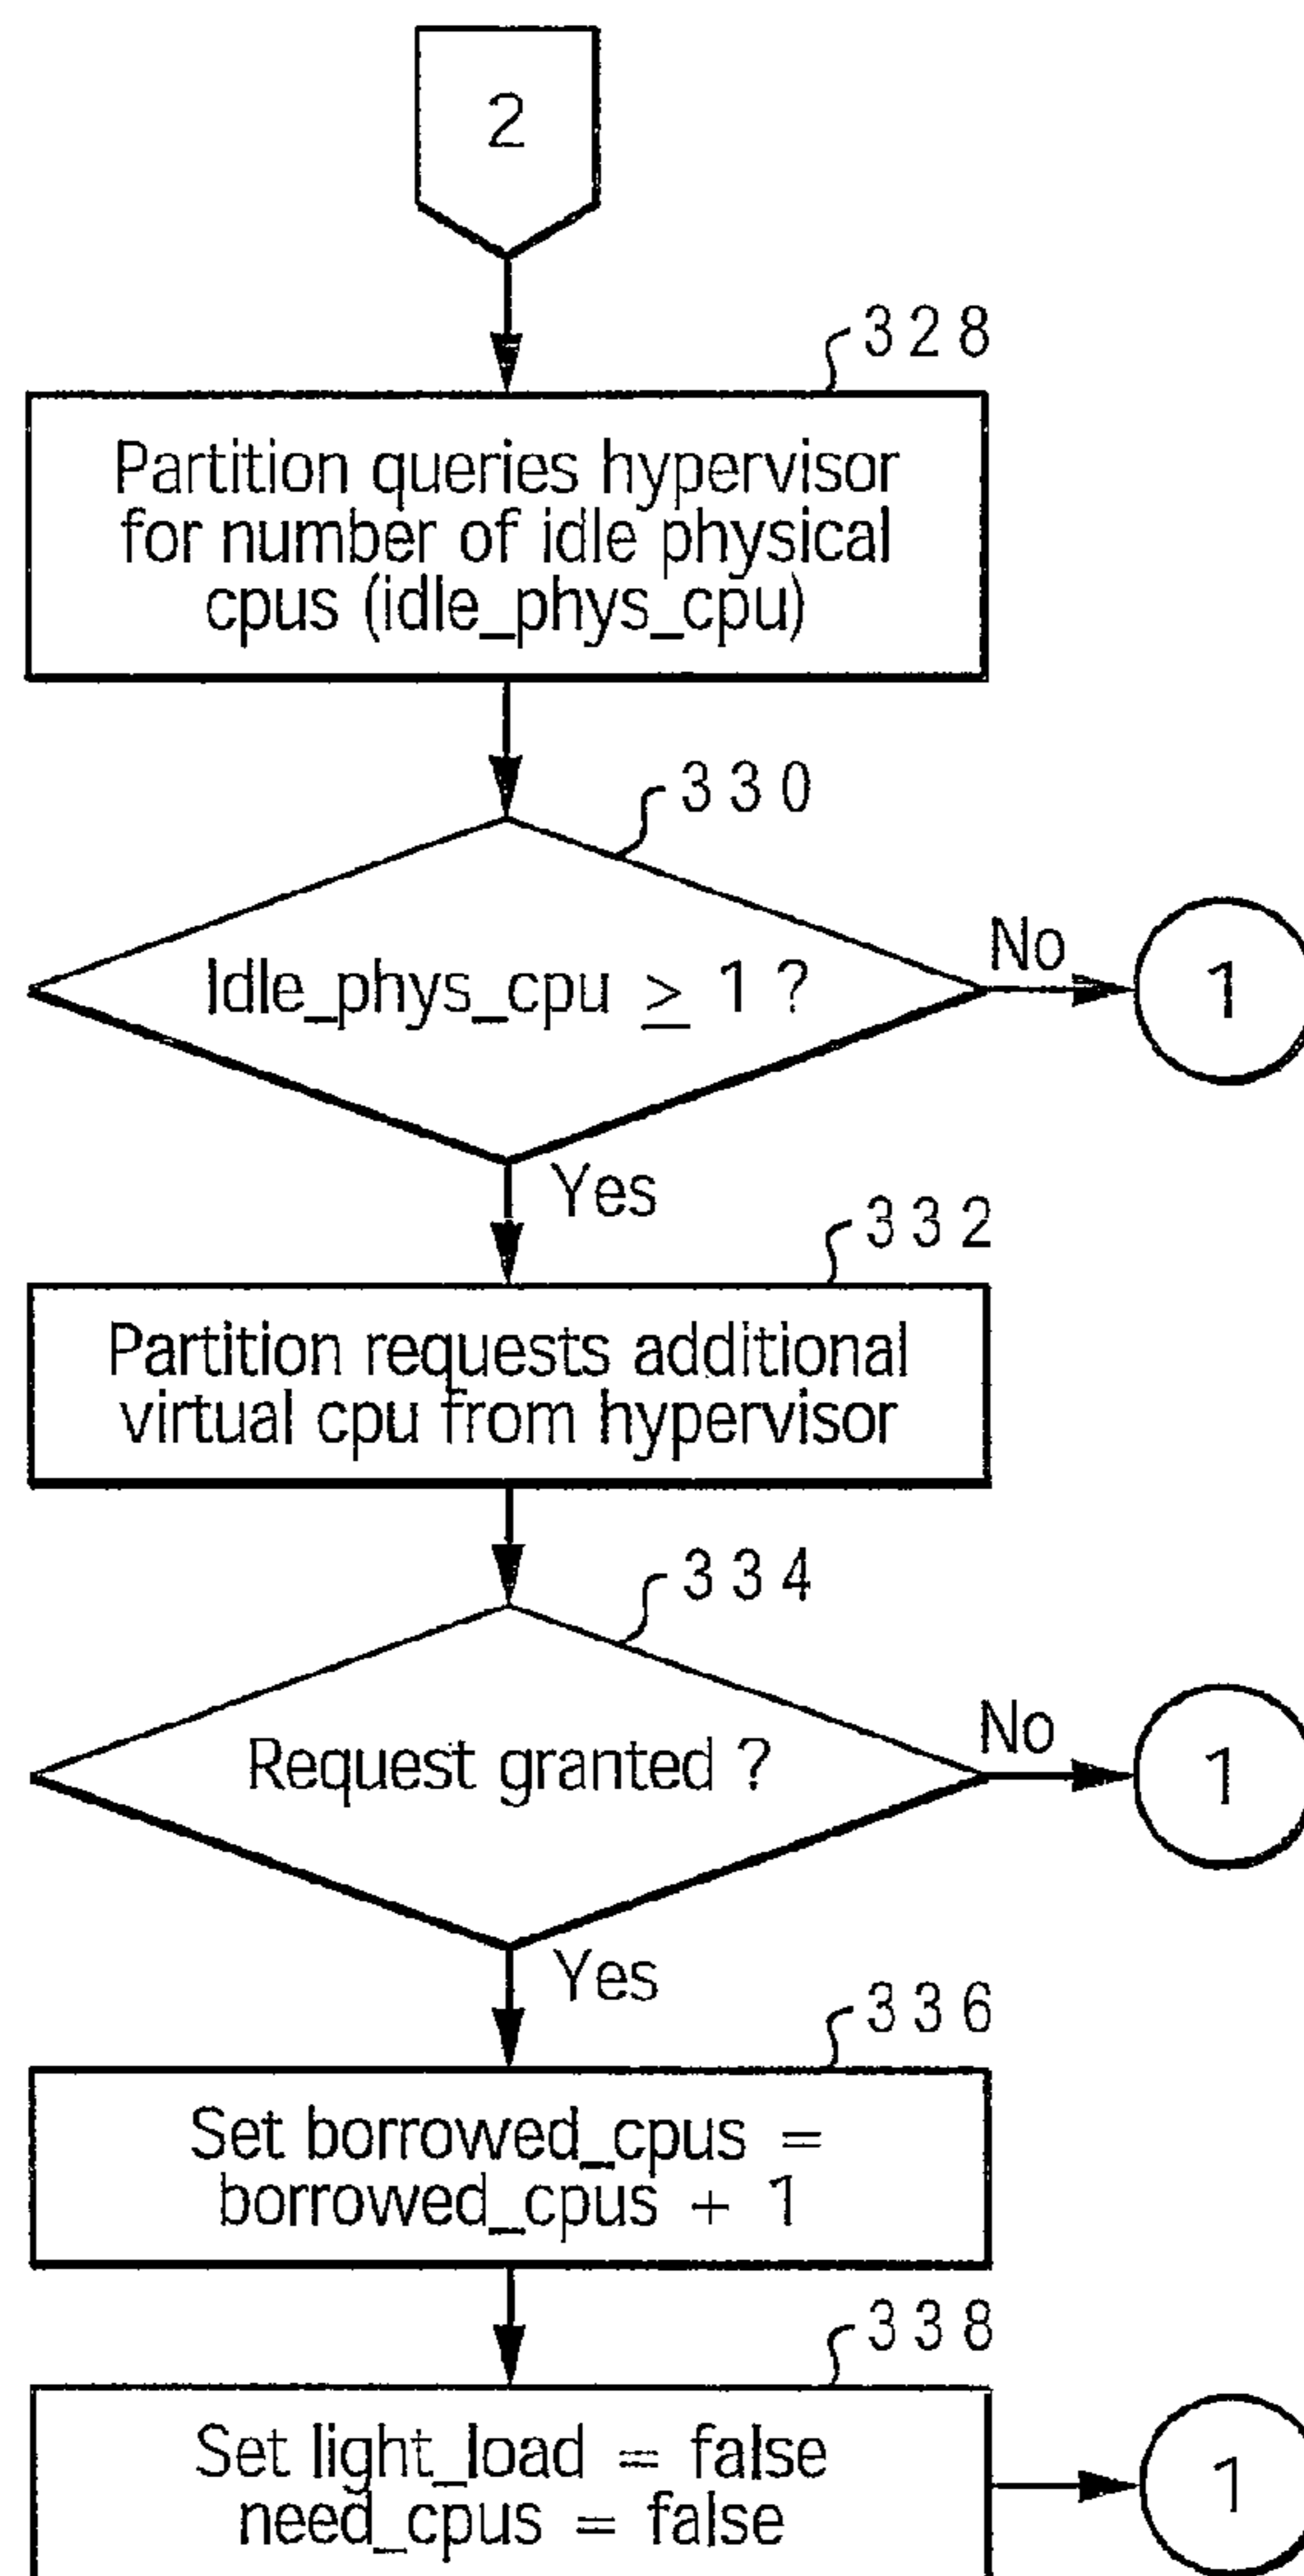 2
328
Partition queries hypervisor
for number of idle physical
cpus (idle_phys_cpu)
330
Idle_phys_cpu ≥ 1 ?
No
1
Yes
332
Partition requests additional
virtual cpu from hypervisor
334
Request granted ?
No
1
Yes
336
Set borrowed_cpus =
borrowed_cpus + 1
338
Set light_load = false
need_cpus = false
1